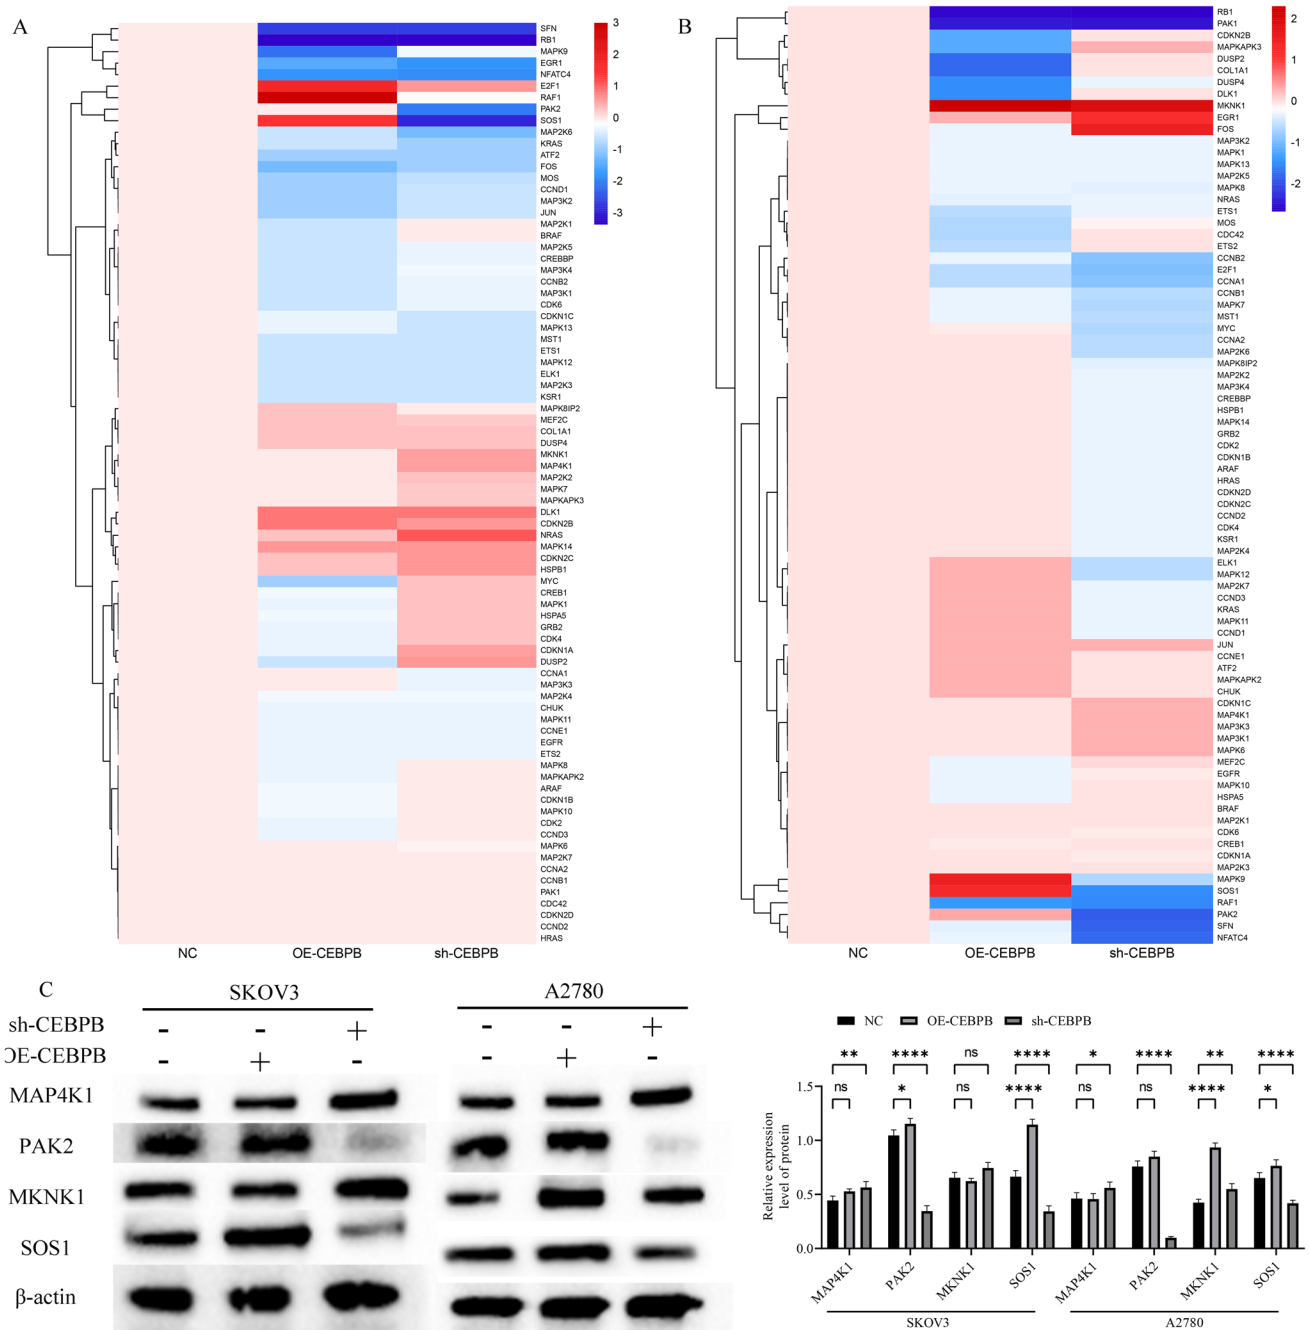 A
SFN
RB1
MAPK9
EGR1
NFATC4
E2F1
RAF1
PAK2
SOS1
MAP2K6
KRAS
ATF2
FOS
MOS
CCND1
MAP3K2
JUN
MAP2K1
BRAF
MAP2K5
CREBBP
MAP3K4
CCNB2
MAP3K1
CDK6
CDKN1C
MAPK13
MST1
ETS1
MAPK12
ELK1
MAP2K3
KSR1
MAPK8IP2
MEF2C
COL1A1
DUSP4
MKNK1
MAP4K1
MAP2K2
MAPK7
MAPKAPK3
DLK1
CDKN2B
NRAS
MAPK14
CDKN2C
HSPB1
MYC
CREB1
MAPK1
HSPA5
GRB2
CDK4
CDKN1A
DUSP2
CCNA1
MAP3K3
MAP2K4
CHUK
MAPK11
CCNE1
EGFR
ETS2
MAPK8
MAPKAPK2
ARAF
CDKN1B
MAPK10
CDK2
CCND3
MAPK6
MAP2K7
CCNA2
CCNB1
PAK1
CDC42
CDKN2D
CCND2
HRAS
NC OE-CEBPB sh-CEBPB
3
2
1
0
-1
-2
-3
B
RB1
PAK1
CDKN2B
MAPKAPK3
DUSP2
COL1A1
DUSP4
DLK1
MKNK1
EGR1
FOS
MAP3K2
MAPK1
MAPK13
MAP2K5
MAPK8
NRAS
ETS1
MOS
CDC42
ETS2
CCNB2
E2F1
CCNA1
CCNB1
MAPK7
MST1
MYC
CCNA2
MAP2K6
MAPK8IP2
MAP2K2
MAP3K4
CREBBP
HSPB1
MAPK14
GRB2
CDK2
CDKN1B
ARAF
HRAS
CDKN2D
CDKN2C
CCND2
CDK4
KSR1
MAP2K4
ELK1
MAPK12
MAP2K7
CCND3
KRAS
MAPK11
CCND1
JUN
CCNE1
ATF2
MAPKAPK2
CHUK
CDKN1C
MAP4K1
MAP3K3
MAP3K1
MAPK6
MEF2C
EGFR
MAPK10
HSPA5
BRAF
MAP2K1
CDK6
CREB1
CDKN1A
MAP2K3
MAPK9
SOS1
RAF1
PAK2
SFN
NFATC4
NC OE-CEBPB sh-CEBPB
2
1
0
-1
-2
C
SKOV3 A2780
sh-CEBPB - - + - - +
OE-CEBPB - + - - + -
MAP4K1
PAK2
MKNK1
SOS1
β-actin
NC OE-CEBPB sh-CEBPB
** **** ns **** * **** ** ****
ns * ns **** ns ns **** *
Relative expression
level of protein
1.5
1.0
0.5
0.0
MAP4K1 PAK2 MKNK1 SOS1 MAP4K1 PAK2 MKNK1 SOS1
SKOV3 A2780